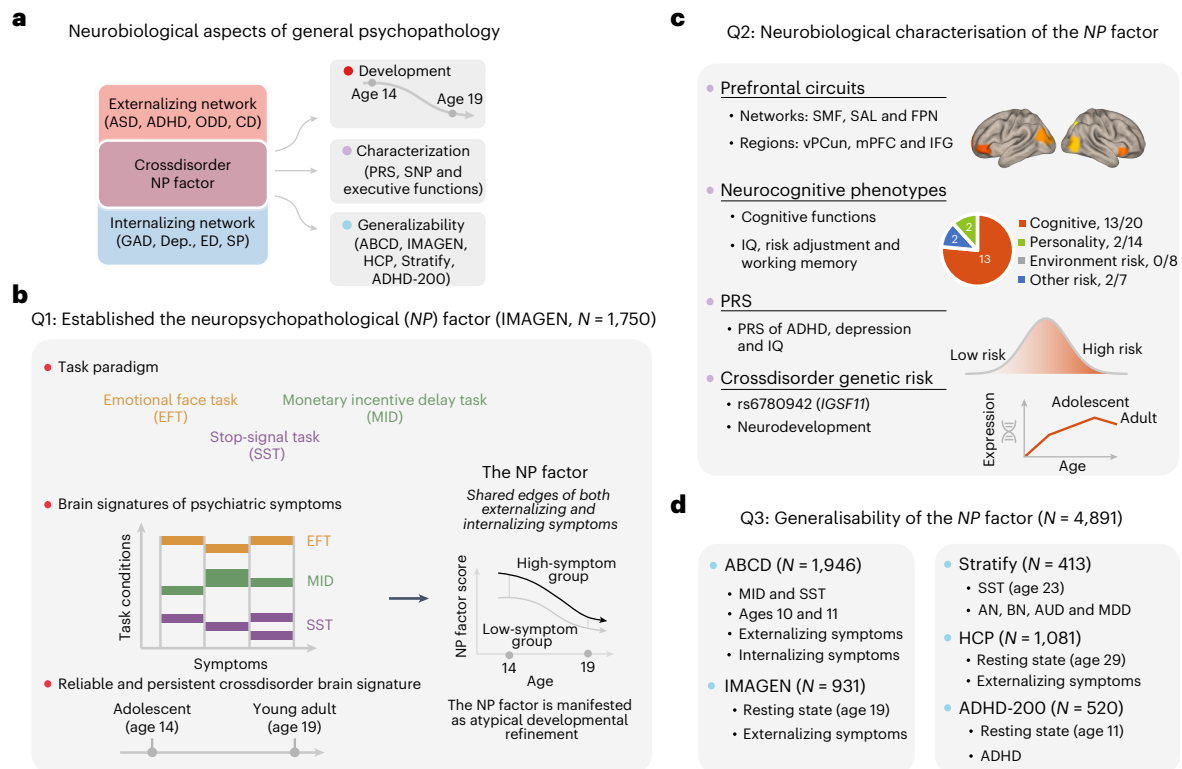 a
Neurobiological aspects of general psychopathology
Externalizing network
(ASD, ADHD, ODD, CD)
Crossdisorder
NP factor
Internalizing network
(GAD, Dep., ED, SP)
Development
Age 14
Age 19
Characterization
(PRS, SNP and
executive functions)
Generalizability
(ABCD, IMAGEN,
HCP, Stratify,
ADHD-200)
b
Q1: Established the neuropsychopathological (NP) factor (IMAGEN, N = 1,750)
Task paradigm
Emotional face task
(EFT)
Monetary incentive delay task
(MID)
Stop-signal task
(SST)
Brain signatures of psychiatric symptoms
Task conditions
EFT
MID
SST
Symptoms
The NP factor
Shared edges of both
externalizing and
internalizing symptoms
NP factor score
High-symptom
group
Low-symptom
group
14
19
Age
The NP factor is manifested
as atypical developmental
refinement
Reliable and persistent crossdisorder brain signature
Adolescent
(age 14)
Young adult
(age 19)
c
Q2: Neurobiological characterisation of the NP factor
Prefrontal circuits
• Networks: SMF, SAL and FPN
• Regions: vPCun, mPFC and IFG
Neurocognitive phenotypes
• Cognitive functions
• IQ, risk adjustment and
working memory
2
2
13
Cognitive, 13/20
Personality, 2/14
Environment risk, 0/8
Other risk, 2/7
PRS
• PRS of ADHD, depression
and IQ
Low risk
High risk
Crossdisorder genetic risk
• rs6780942 (IGSF11)
• Neurodevelopment
Expression
Adolescent
Adult
Age
d
Q3: Generalisability of the NP factor (N = 4,891)
ABCD (N = 1,946)
• MID and SST
• Ages 10 and 11
• Externalizing symptoms
• Internalizing symptoms
IMAGEN (N = 931)
• Resting state (age 19)
• Externalizing symptoms
Stratify (N = 413)
• SST (age 23)
• AN, BN, AUD and MDD
HCP (N = 1,081)
• Resting state (age 29)
• Externalizing symptoms
ADHD-200 (N = 520)
• Resting state (age 11)
• ADHD